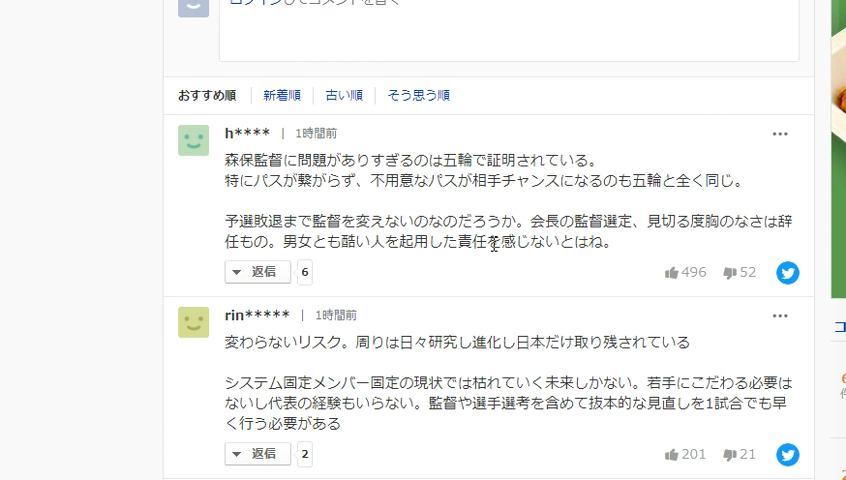 ログインしてコメントを書く
おすすめ順 新着順 古い順 そう思う順
h**** | 1時間前
森保監督に問題がありすぎるのは五輪で証明されている。
特にパスが繋がらず、不用意なパスが相手チャンスになるのも五輪と全く同じ。
予選敗退まで監督を変えないのなのだろうか。会長の監督選定、見切る度胸のなさは辞
任もの。男女とも酷い人を起用した責任を感じないとはね。
返信 6 496 52
rin***** | 1時間前
変わらないリスク。周りは日々研究し進化し日本だけ取り残されている
システム固定メンバー固定の現状では枯れていく未来しかない。若手にこだわる必要は
ないし代表の経験もいらない。監督や選手選考を含めて抜本的な見直しを1試合でも早
く行う必要がある
返信 2 201 21